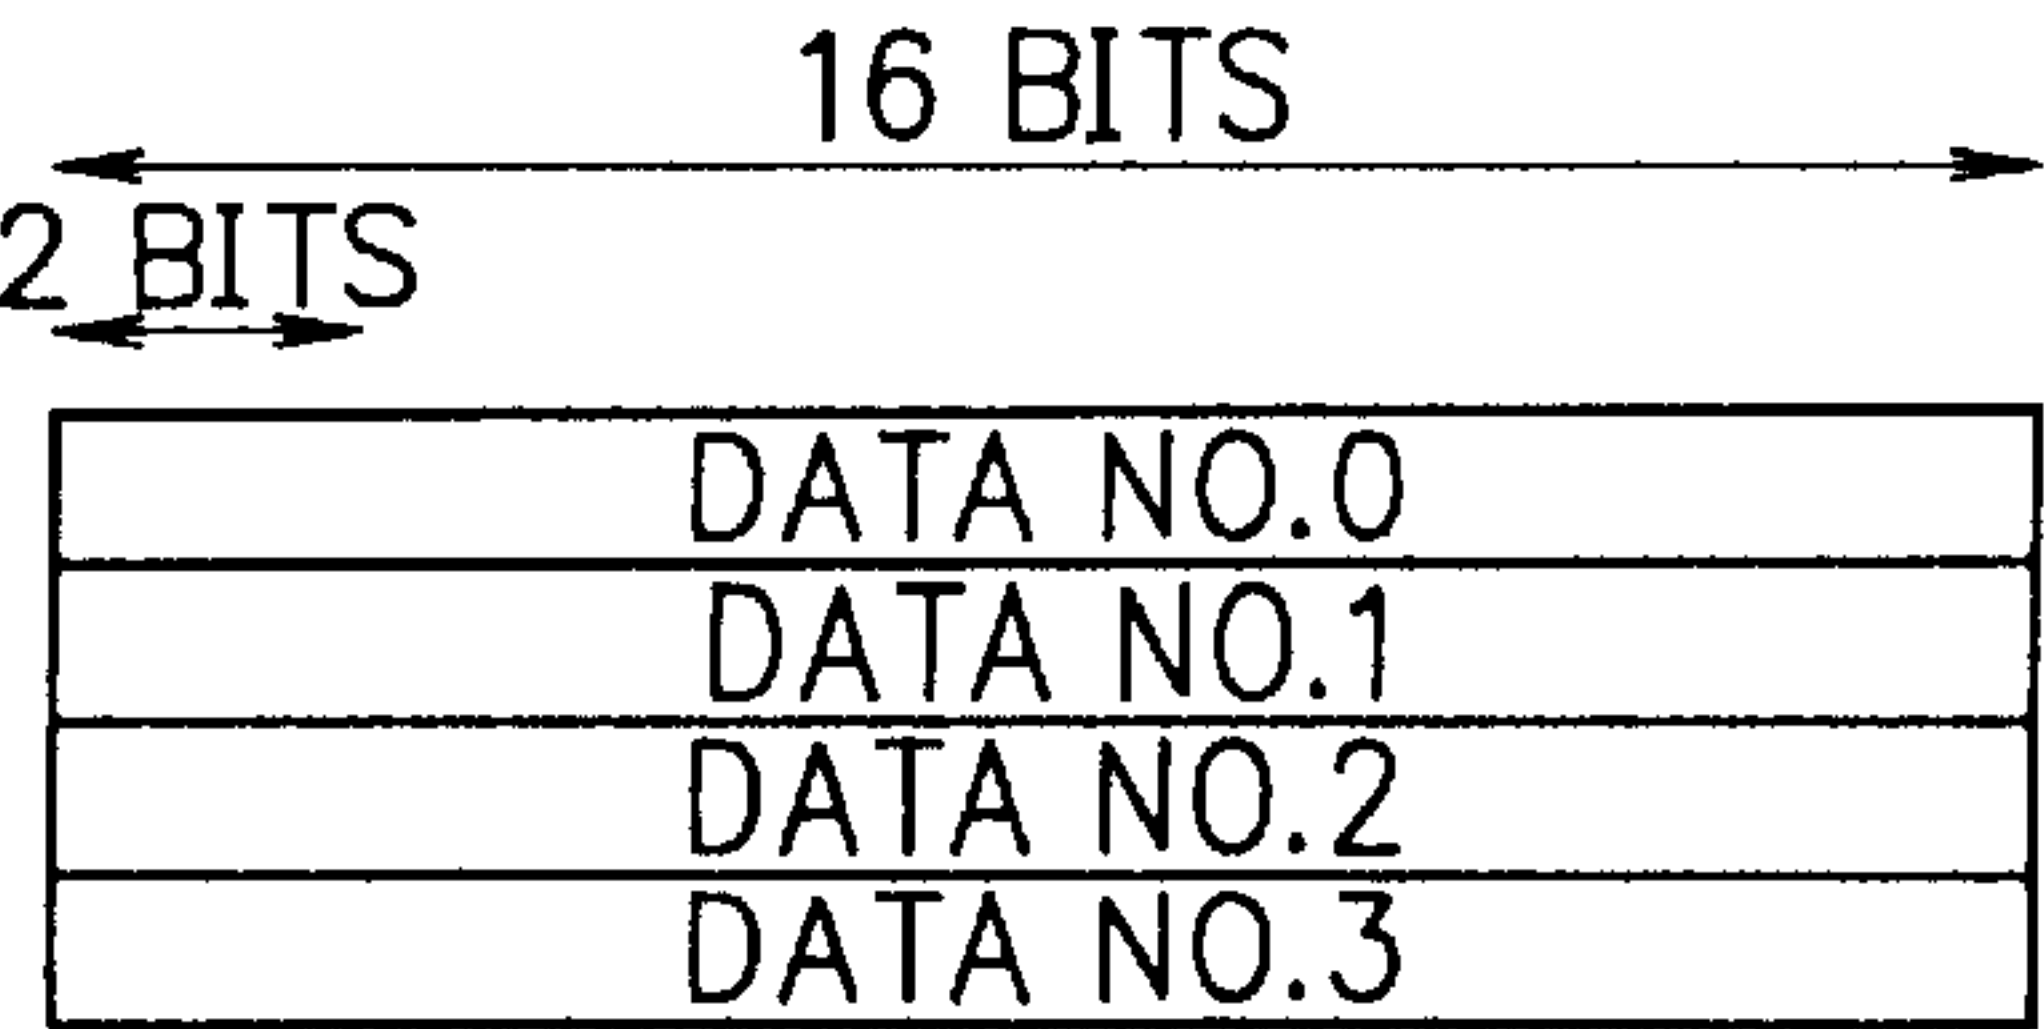 16 BITS
2 BITS
DATA NO.0
DATA NO.1
DATA NO.2
DATA NO.3